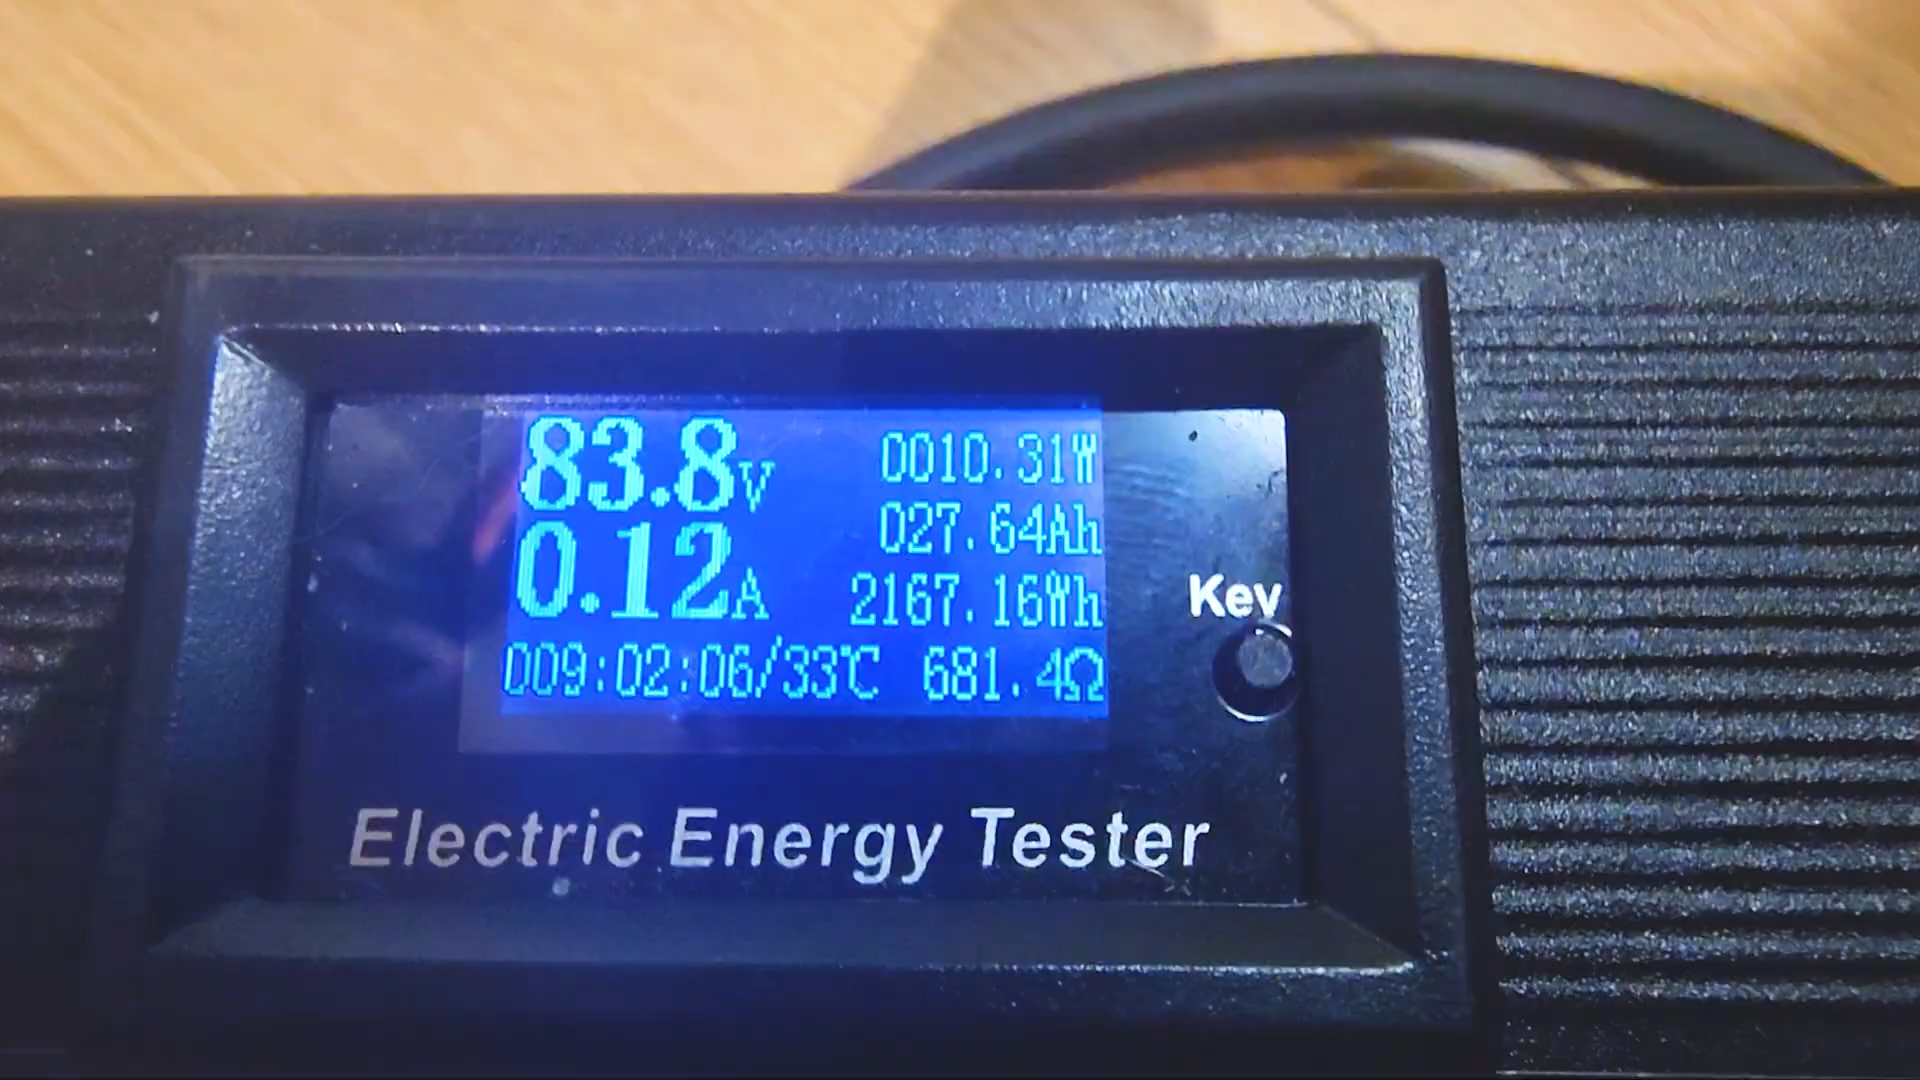 83.8V 0010.31W
027.64Ah
0.12A 2167.16Wh
009:02:06/33℃ 681.4Ω
Key
Electric Energy Tester